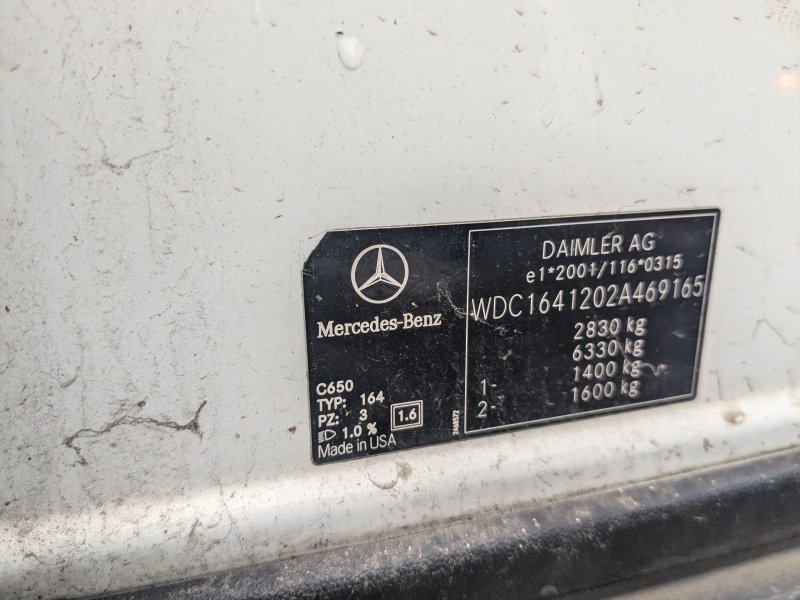 Mercedes-Benz
C650
TYP: 164
PZ: 3
1.6
1.0 %
Made in USA
2468572
DAIMLER AG
e1*2001/116*0315
WDC1641202A469165
2830 kg
6330 kg
1- 1400 kg
2- 1600 kg